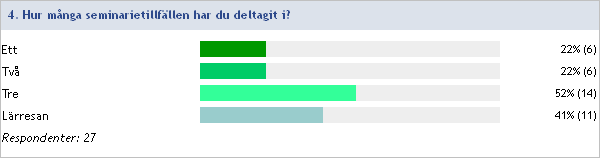 4. Hur många seminarietillfällen har du deltagit i?
Ett 22% (6)
Två 22% (6)
Tre 52% (14)
Lärresan 41% (11)
Respondenter: 27